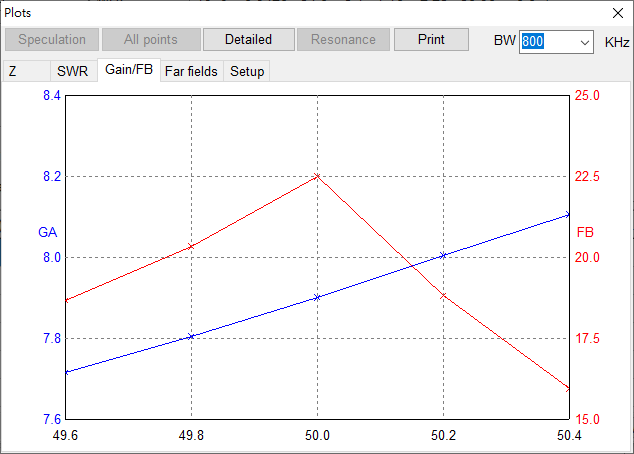 Plots
Speculation All points Detailed Resonance Print BW 800 KHz
Z SWR Gain/FB Far fields Setup
8.4 25.0
8.2 22.5
GA FB
8.0 20.0
7.8 17.5
7.6 15.0
49.6 49.8 50.0 50.2 50.4